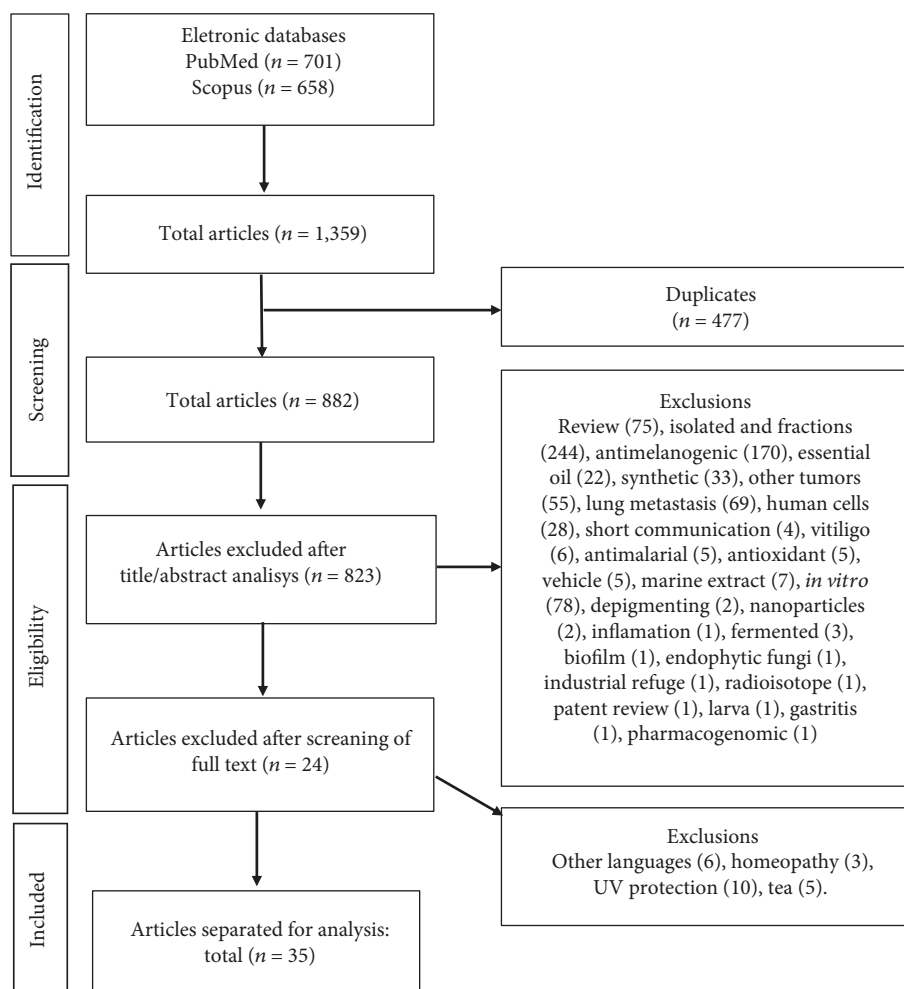 Identification
Eletronic databases
PubMed (n = 701)
Scopus (n = 658)
Total articles (n = 1,359)
Screening
Duplicates
(n = 477)
Total articles (n = 882)
Eligibility
Articles excluded after
title/abstract analisys (n = 823)
Exclusions
Review (75), isolated and fractions
(244), antimelanogenic (170), essential
oil (22), synthetic (33), other tumors
(55), lung metastasis (69), human cells
(28), short communication (4), vitiligo
(6), antimalarial (5), antioxidant (5),
vehicle (5), marine extract (7), in vitro
(78), depigmenting (2), nanoparticles
(2), inflamation (1), fermented (3),
biofilm (1), endophytic fungi (1),
industrial refuge (1), radioisotope (1),
patent review (1), larva (1), gastritis
(1), pharmacogenomic (1)
Articles excluded after screaning of
full text (n = 24)
Exclusions
Other languages (6), homeopathy (3),
UV protection (10), tea (5).
Included
Articles separated for analysis:
total (n = 35)